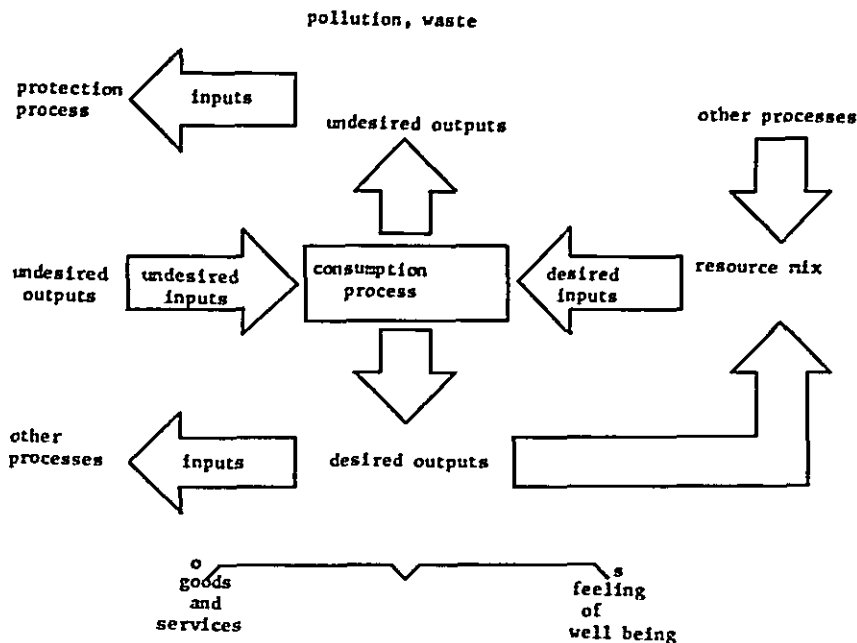 pollution, waste
protection
process
inputs
undesired outputs
other processes
undesired
outputs
undesired
inputs
consumption
process
desired
inputs
resource mix
other
processes
inputs
desired outputs
o
goods
and
services
s
feeling
of
well being